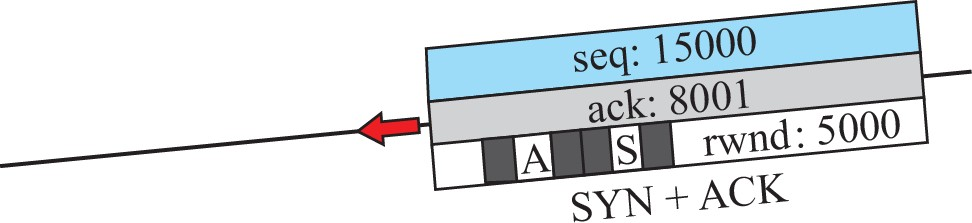 seq: 15000
ack: 8001
A S rwnd: 5000
SYN + ACK